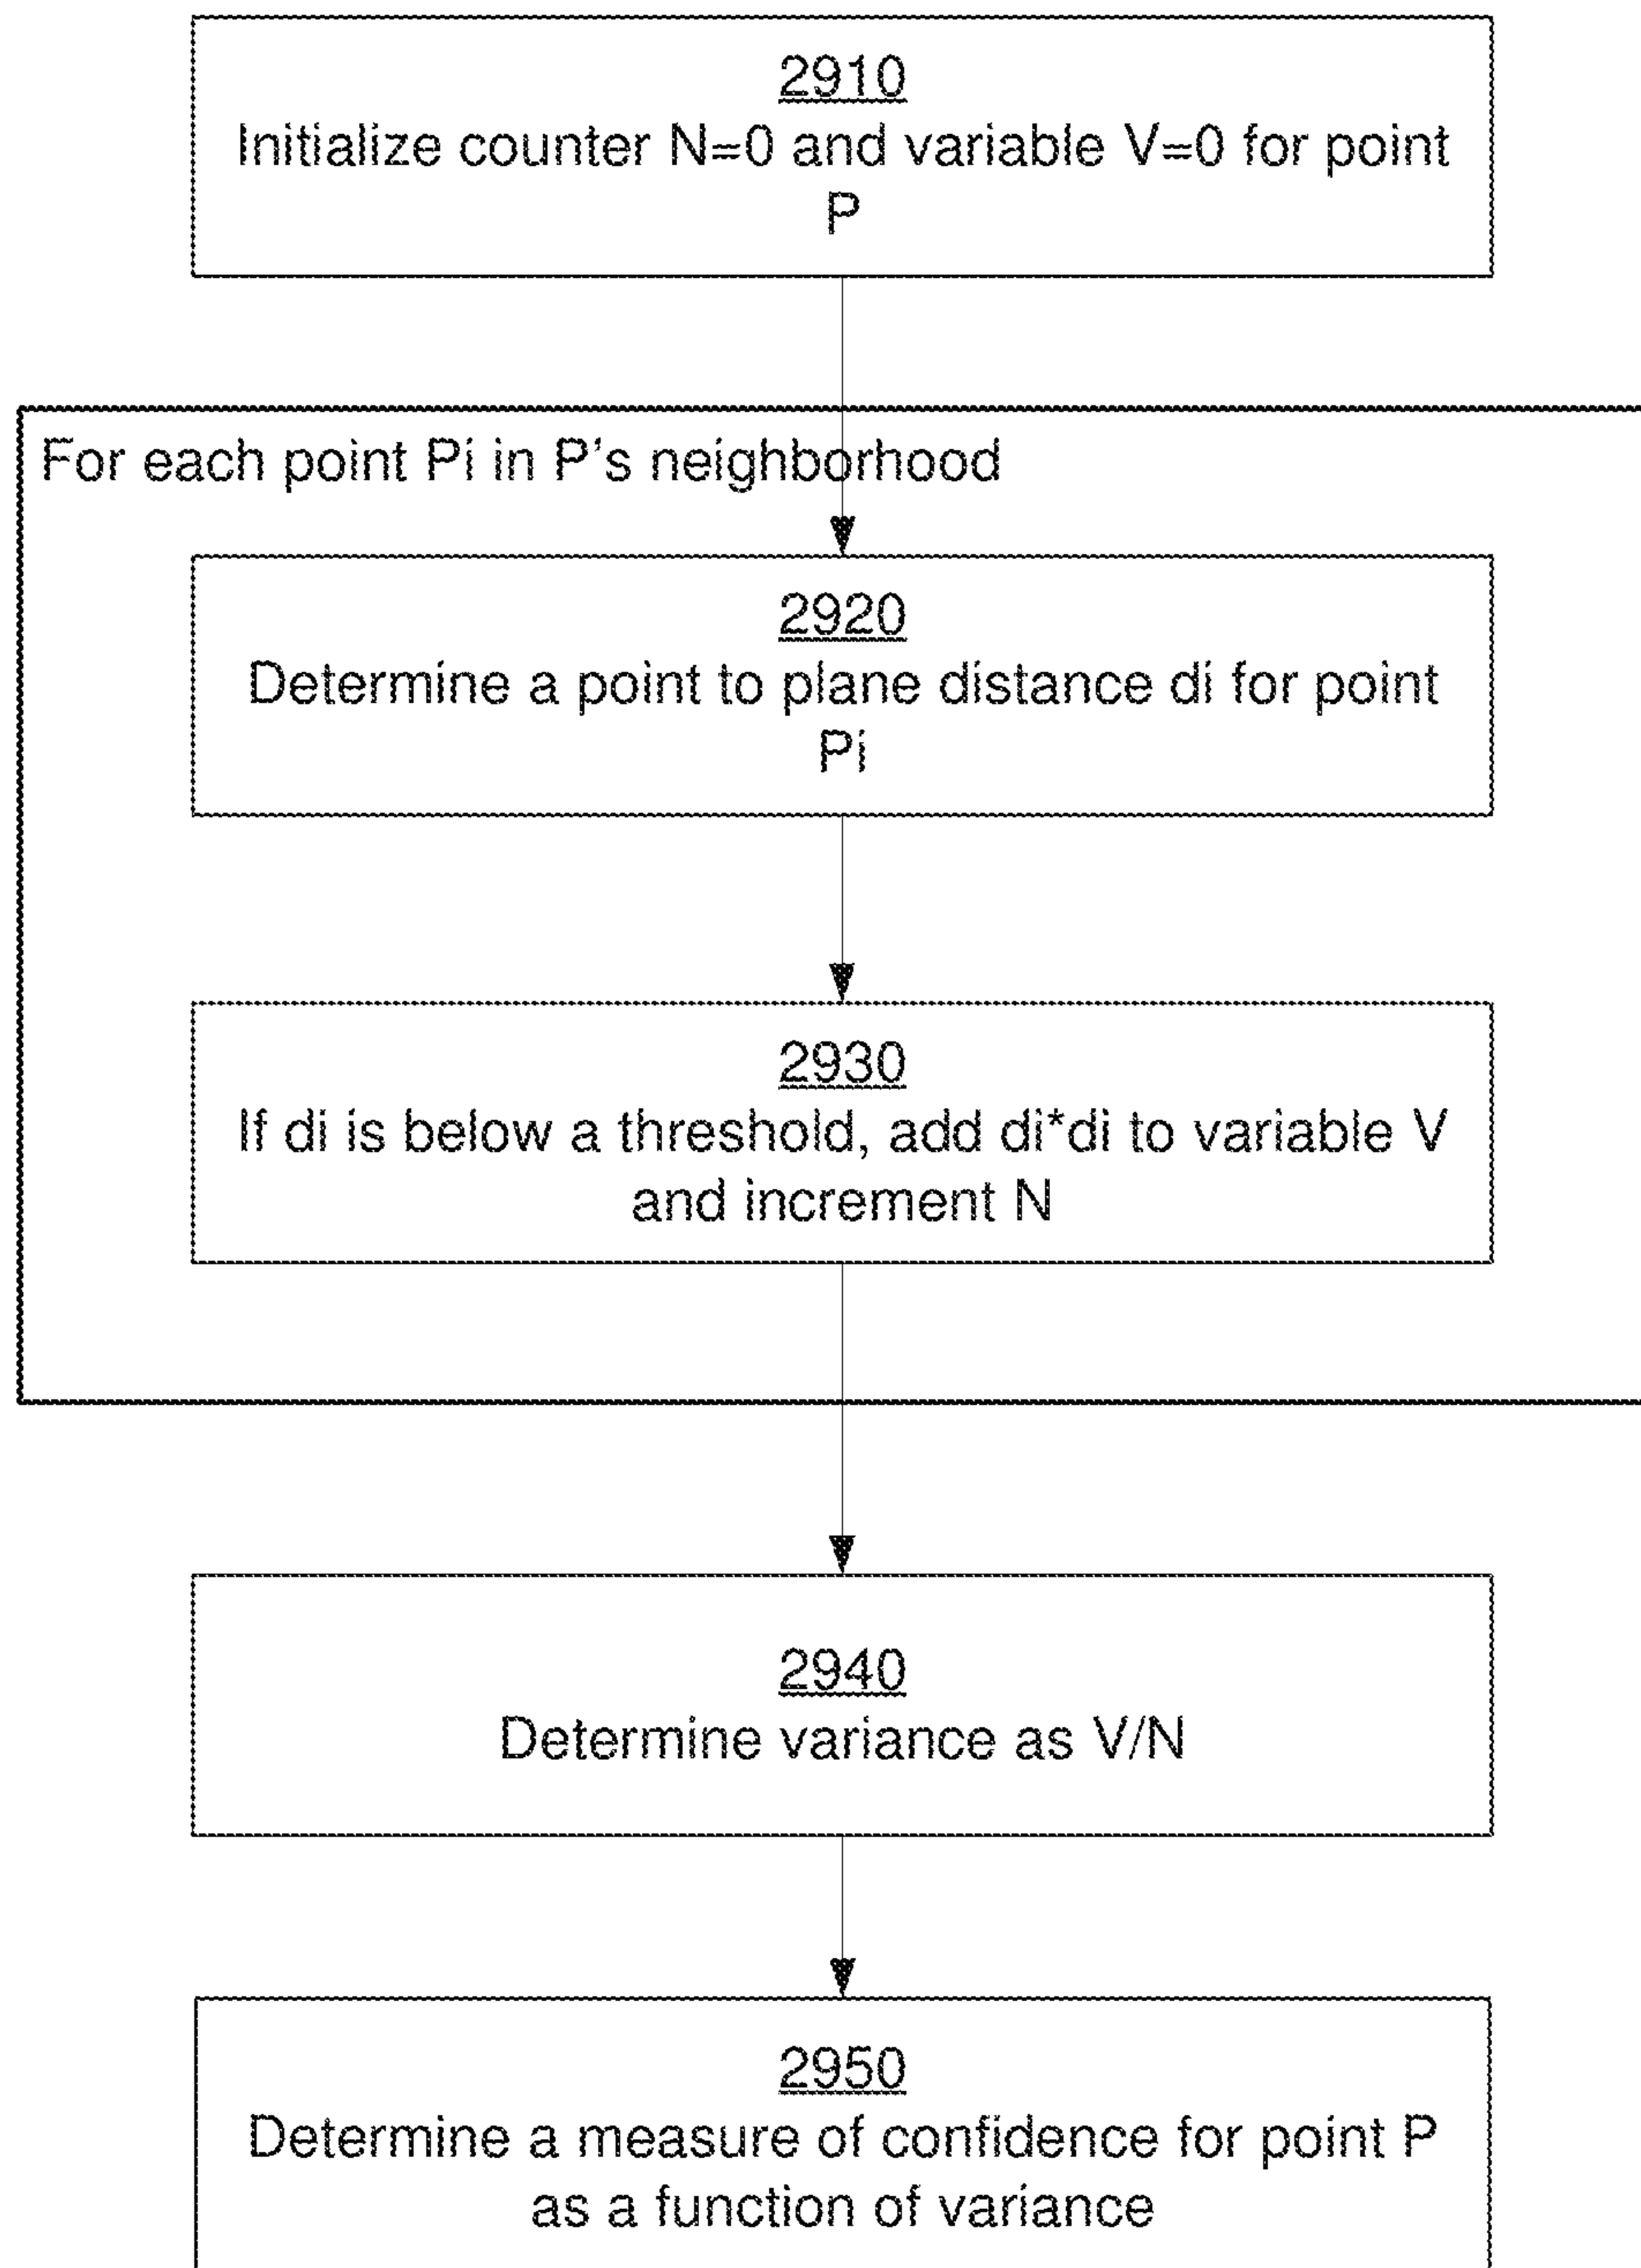 2910
Initialize counter N=0 and variable V=0 for point
P
For each point Pi in P's neighborhood
2920
Determine a point to plane distance di for point
Pi
2930
If di is below a threshold, add di*di to variable V
and increment N
2940
Determine variance as V/N
2950
Determine a measure of confidence for point P
as a function of variance